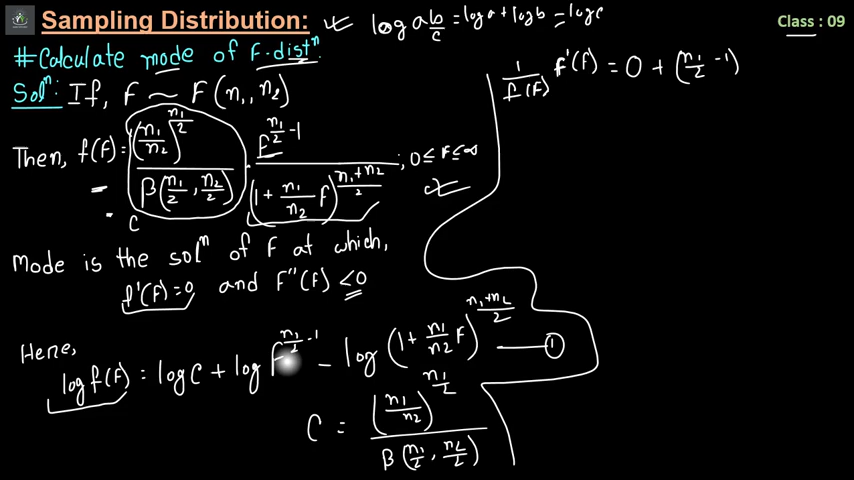 Sampling Distribution:
log ab/c = log a + log b = log c
Class : 09
#Calculate mode of F-distⁿ
Solⁿ: If, F ~ F(n₁, n₂)
Then, f(F) = (n₁/n₂)^(n₁/2) / β(n₁/2, n₂/2) · F^(n₁/2 - 1) / (1 + n₁/n₂ F)^((n₁+n₂)/2) ; 0 ≤ F ≤ ∞
C
Mode is the solⁿ of F at which,
f'(F) = 0 and F''(F) < 0
Here,
log f(F) = log C + log F^(n₁/2 - 1) - log (1 + n₁/n₂ F)^((n₁+n₂)/2) —— ①
C = (n₁/n₂)^(n₁/2) / β(n₁/2, n₂/2)
1/f(F) F'(f) = 0 + (n₁/2 - 1)